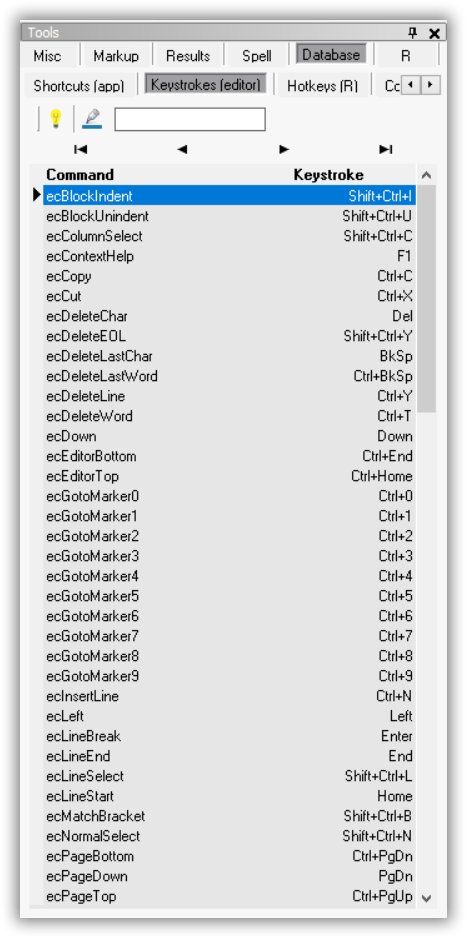 Tools
Misc Markup Results Spell Database R
Shortcuts (app) Keystrokes (editor) Hotkeys (R)
Command Keystroke
ecBlockIndent Shift+Ctrl+I
ecBlockUnindent Shift+Ctrl+U
ecColumnSelect Shift+Ctrl+C
ecContextHelp F1
ecCopy Ctrl+C
ecCut Ctrl+X
ecDeleteChar Del
ecDeleteEOL Shift+Ctrl+Y
ecDeleteLastChar BkSp
ecDeleteLastWord Ctrl+BkSp
ecDeleteLine Ctrl+Y
ecDeleteWord Ctrl+T
ecDown Down
ecEditorBottom Ctrl+End
ecEditorTop Ctrl+Home
ecGotoMarker0 Ctrl+0
ecGotoMarker1 Ctrl+1
ecGotoMarker2 Ctrl+2
ecGotoMarker3 Ctrl+3
ecGotoMarker4 Ctrl+4
ecGotoMarker5 Ctrl+5
ecGotoMarker6 Ctrl+6
ecGotoMarker7 Ctrl+7
ecGotoMarker8 Ctrl+8
ecGotoMarker9 Ctrl+9
ecInsertLine Ctrl+N
ecLeft Left
ecLineBreak Enter
ecLineEnd End
ecLineSelect Shift+Ctrl+L
ecLineStart Home
ecMatchBracket Shift+Ctrl+B
ecNormalSelect Shift+Ctrl+N
ecPageBottom Ctrl+PgDn
ecPageDown PgDn
ecPageTop Ctrl+PgUp